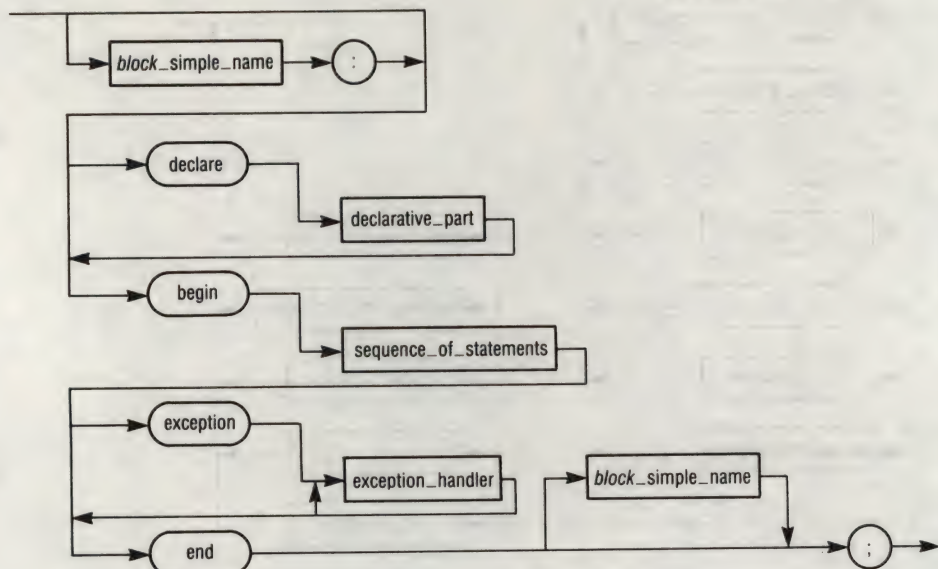 block_simple_name :
declare
declarative_part
begin
sequence_of_statements
exception
exception_handler
block_simple_name
end
;